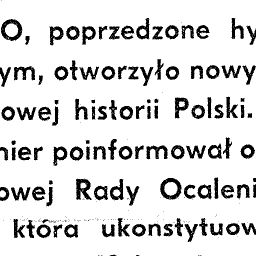 O, poprzedzone hy
ym, otworzyło nowy
owej historii Polski.
nier poinformował o
owej Rady Ocaleni
która ukonstytuow